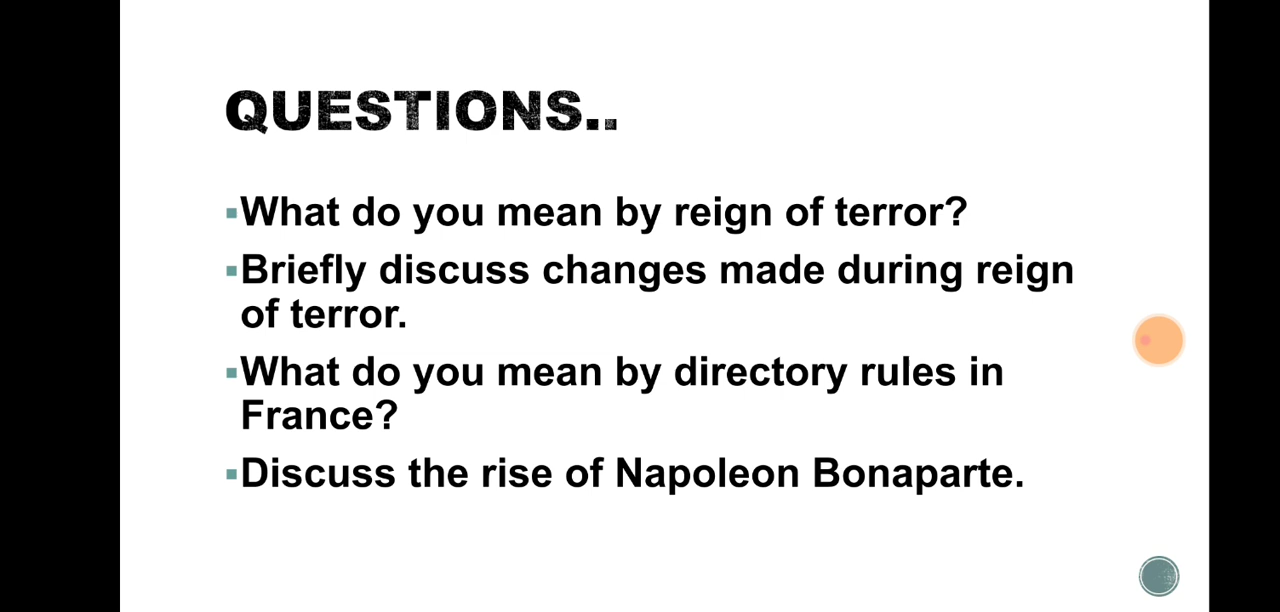 QUESTIONS..
▪What do you mean by reign of terror?
▪Briefly discuss changes made during reign
of terror.
▪What do you mean by directory rules in
France?
▪Discuss the rise of Napoleon Bonaparte.